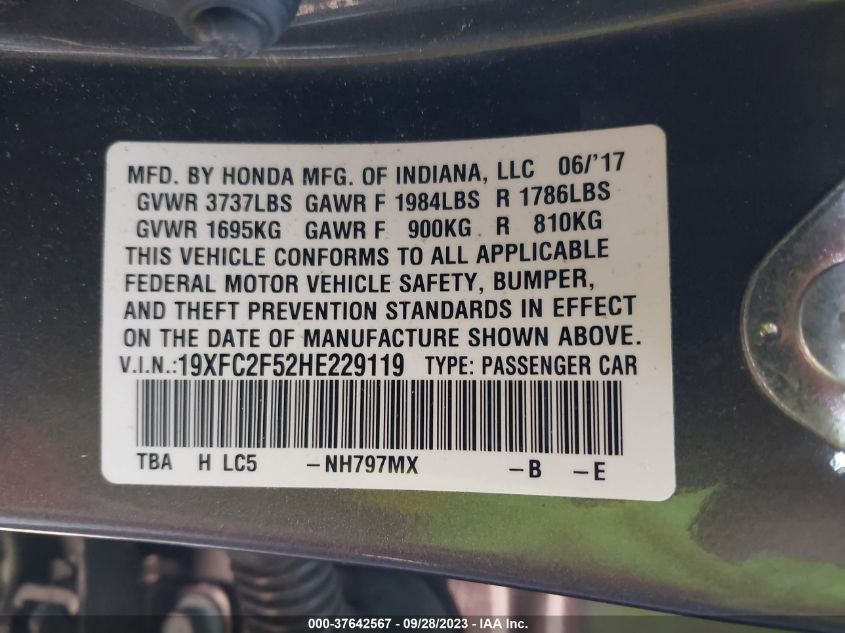 MFD. BY HONDA MFG. OF INDIANA, LLC 06/'17
GVWR 3737LBS GAWR F 1984LBS R 1786LBS
GVWR 1695KG GAWR F 900KG R 810KG
THIS VEHICLE CONFORMS TO ALL APPLICABLE
FEDERAL MOTOR VEHICLE SAFETY, BUMPER,
AND THEFT PREVENTION STANDARDS IN EFFECT
ON THE DATE OF MANUFACTURE SHOWN ABOVE.
V.I.N.:19XFC2F52HE229119 TYPE: PASSENGER CAR
TBA H LC5 –NH797MX –B –E
000-37642567 - 09/28/2023 - IAA Inc.